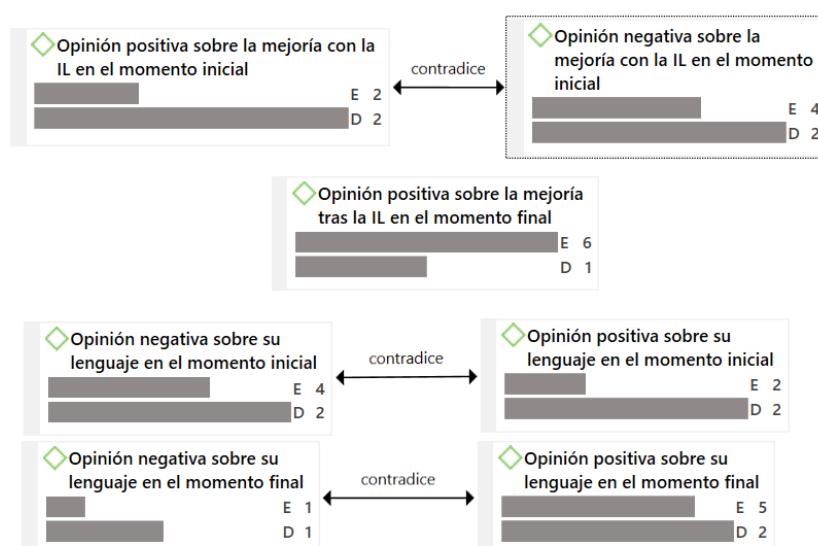 Opinión positiva sobre la mejoría con la
IL en el momento inicial
E 2
D 2
contradice
Opinión negativa sobre la
mejoría con la IL en el momento
inicial
E 4
D 2
Opinión positiva sobre la mejoría
tras la IL en el momento final
E 6
D 1
Opinión negativa sobre su
lenguaje en el momento inicial
E 4
D 2
contradice
Opinión positiva sobre su
lenguaje en el momento inicial
E 2
D 2
Opinión negativa sobre su
lenguaje en el momento final
E 1
D 1
contradice
Opinión positiva sobre su
lenguaje en el momento final
E 5
D 2